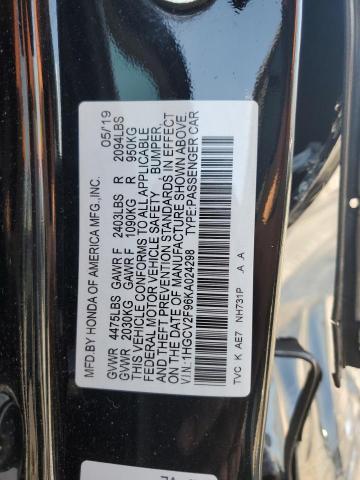 MFD.BY HONDA OF AMERICA MFG.,INC. 05/19
GVWR 4475LBS GAWR F 2403LBS R 2094LBS
GVWR 2030KG GAWR F 1090KG R 950KG
THIS VEHICLE CONFORMS TO ALL APPLICABLE
FEDERAL MOTOR VEHICLE SAFETY, BUMPER,
AND THEFT PREVENTION STANDARDS IN EFFECT
ON THE DATE OF MANUFACTURE SHOWN ABOVE.
V.I.N.:1HGCV2F96KA024298 TYPE:PASSENGER CAR
TVC K AE7 NH731P A A